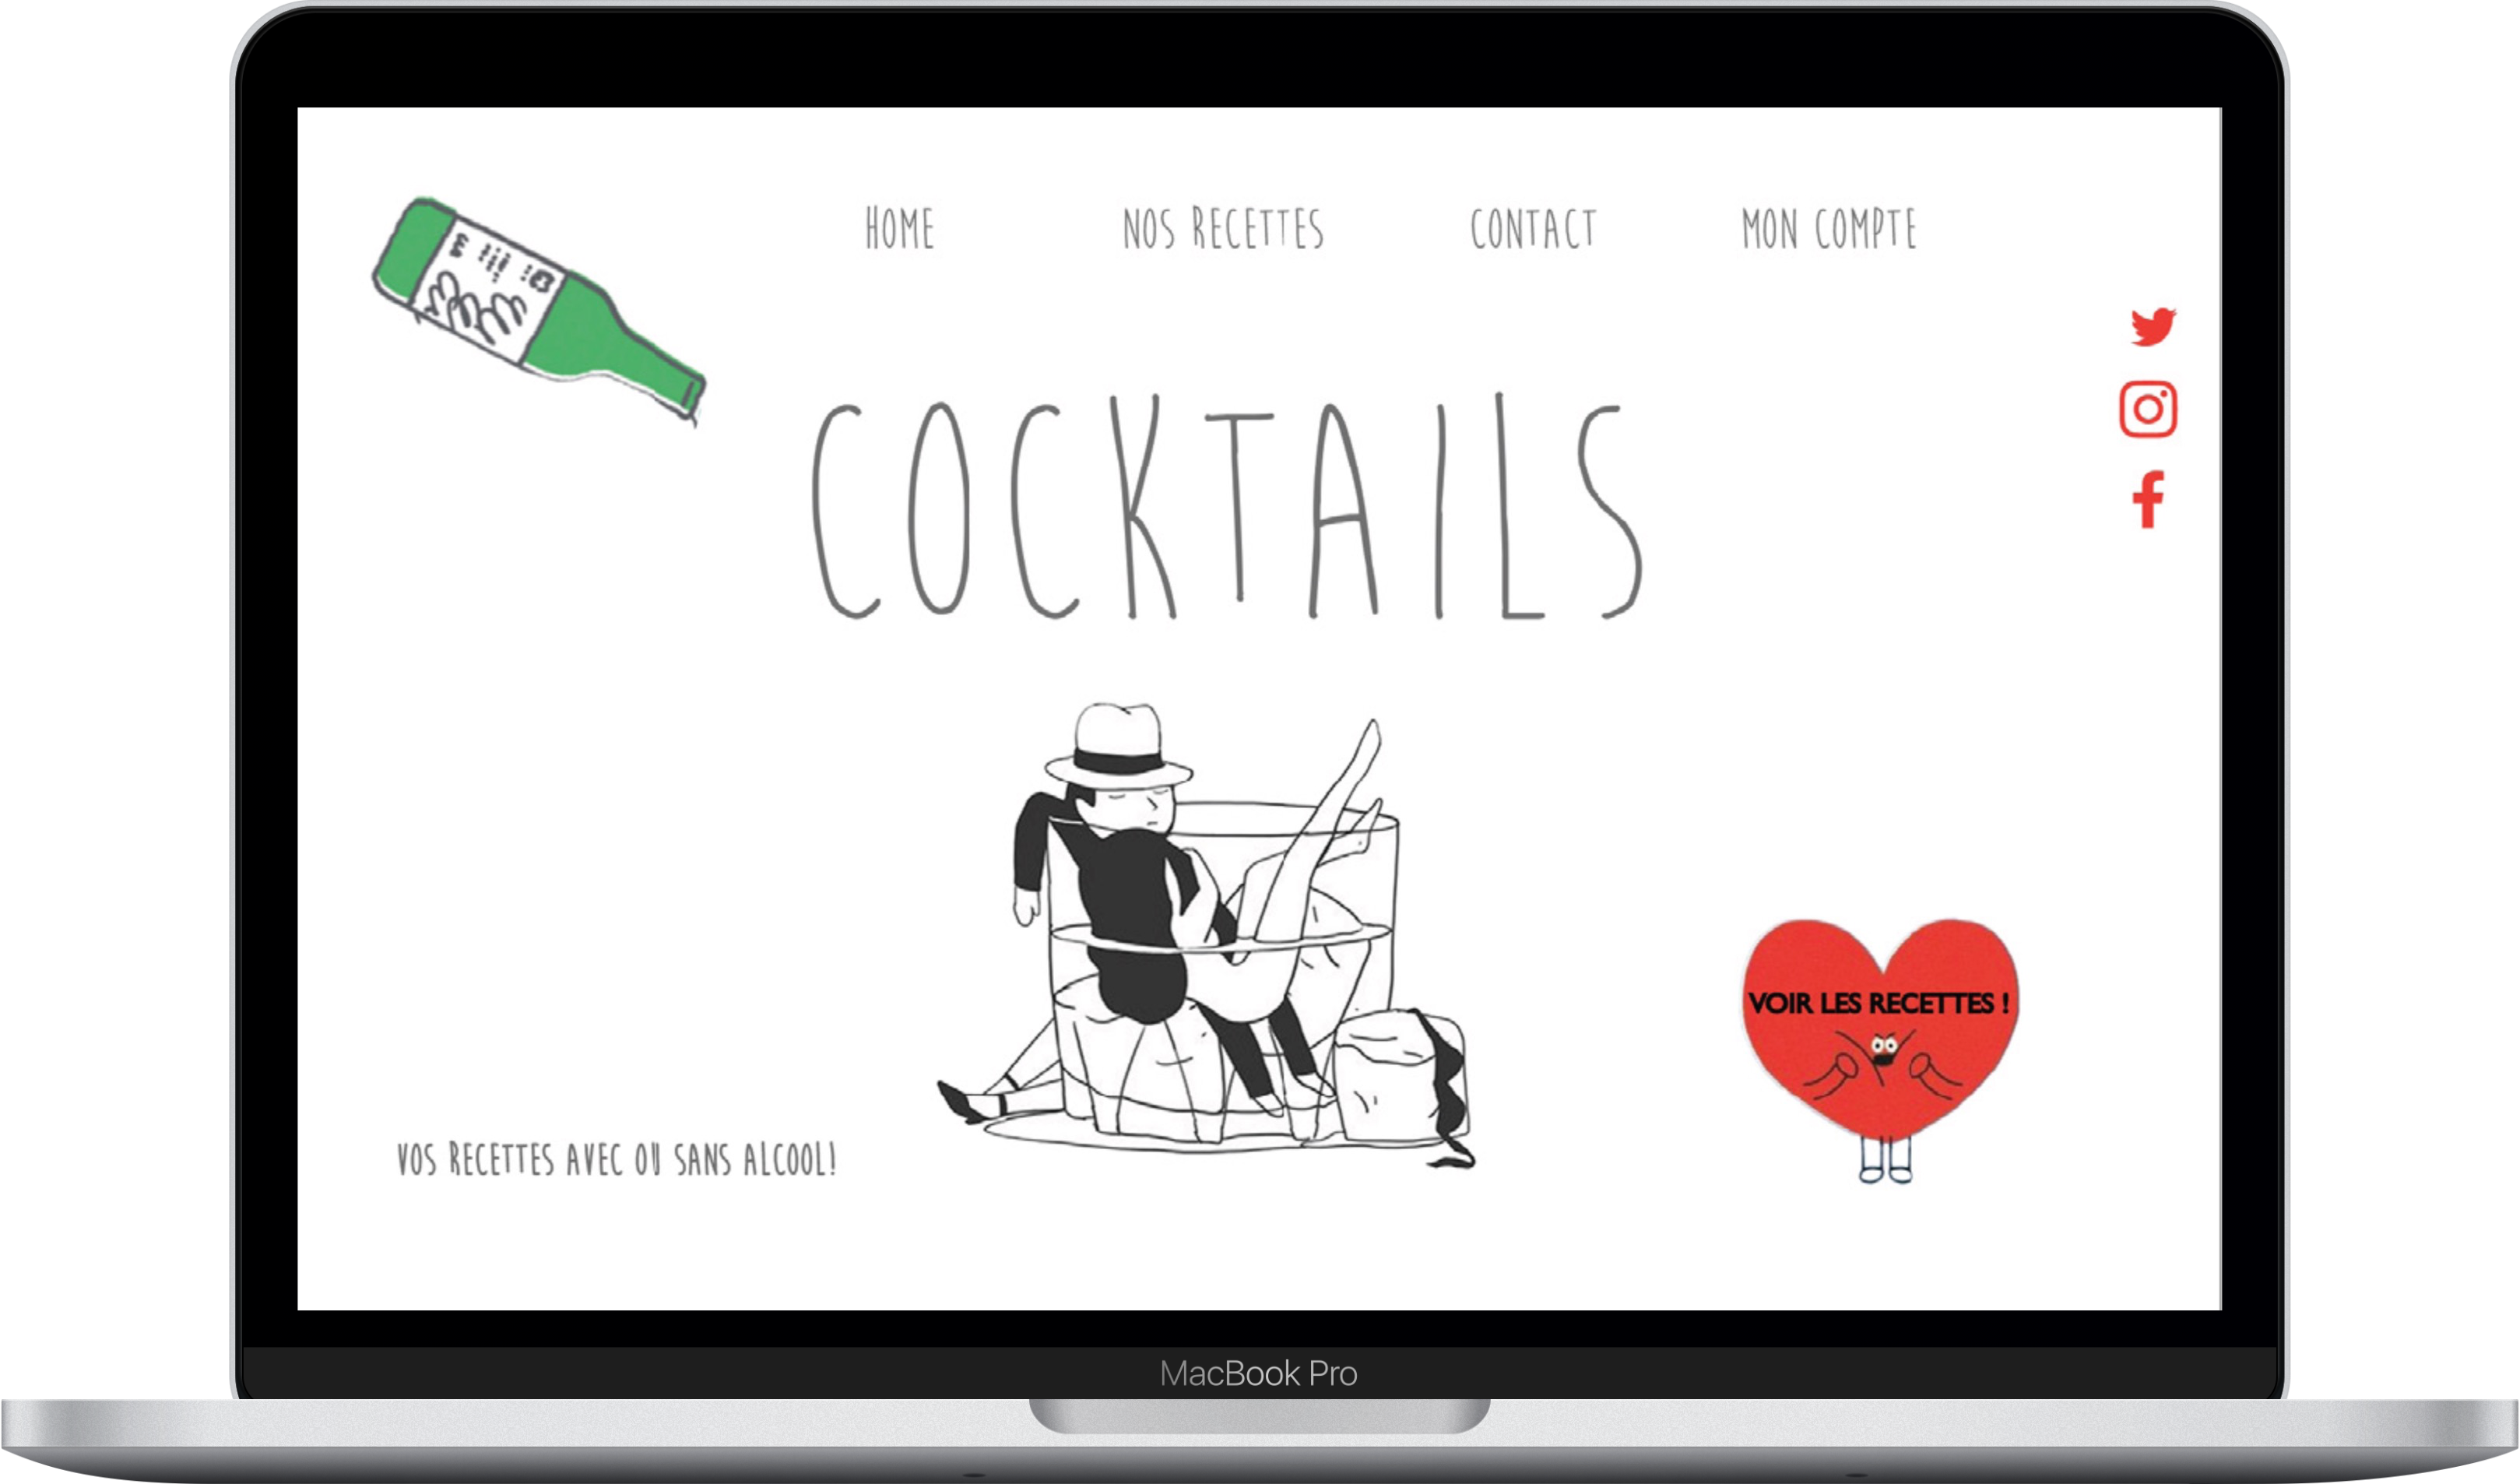 HOME NOS RECETTES CONTACT MON COMPTE
COCKTAILS
VOIR LES RECETTES !
VOS RECETTES AVEC OU SANS ALCOOL!
MacBook Pro